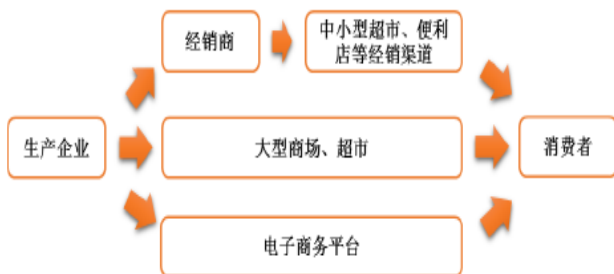 经销商
中小型超市、便利
店等经销渠道
生产企业
大型商场、超市
消费者
电子商务平台